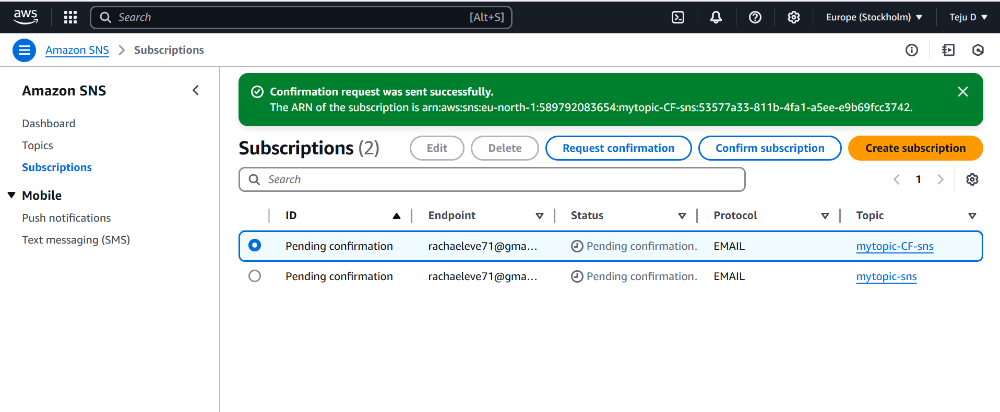 aws
Search [Alt+S]
Europe (Stockholm)
Teju D
Amazon SNS > Subscriptions
Amazon SNS
Dashboard
Topics
Subscriptions
Mobile
Push notifications
Text messaging (SMS)
Confirmation request was sent successfully.
The ARN of the subscription is arn:aws:sns:eu-north-1:589792083654:mytopic-CF-sns:53577a33-811b-4fa1-a5ee-e9b69fcc3742.
Subscriptions (2)
Edit
Delete
Request confirmation
Confirm subscription
Create subscription
Search
1
ID Endpoint Status Protocol Topic
Pending confirmation rachaeleve71@gma... Pending confirmation. EMAIL mytopic-CF-sns
Pending confirmation rachaeleve71@gma... Pending confirmation. EMAIL mytopic-sns